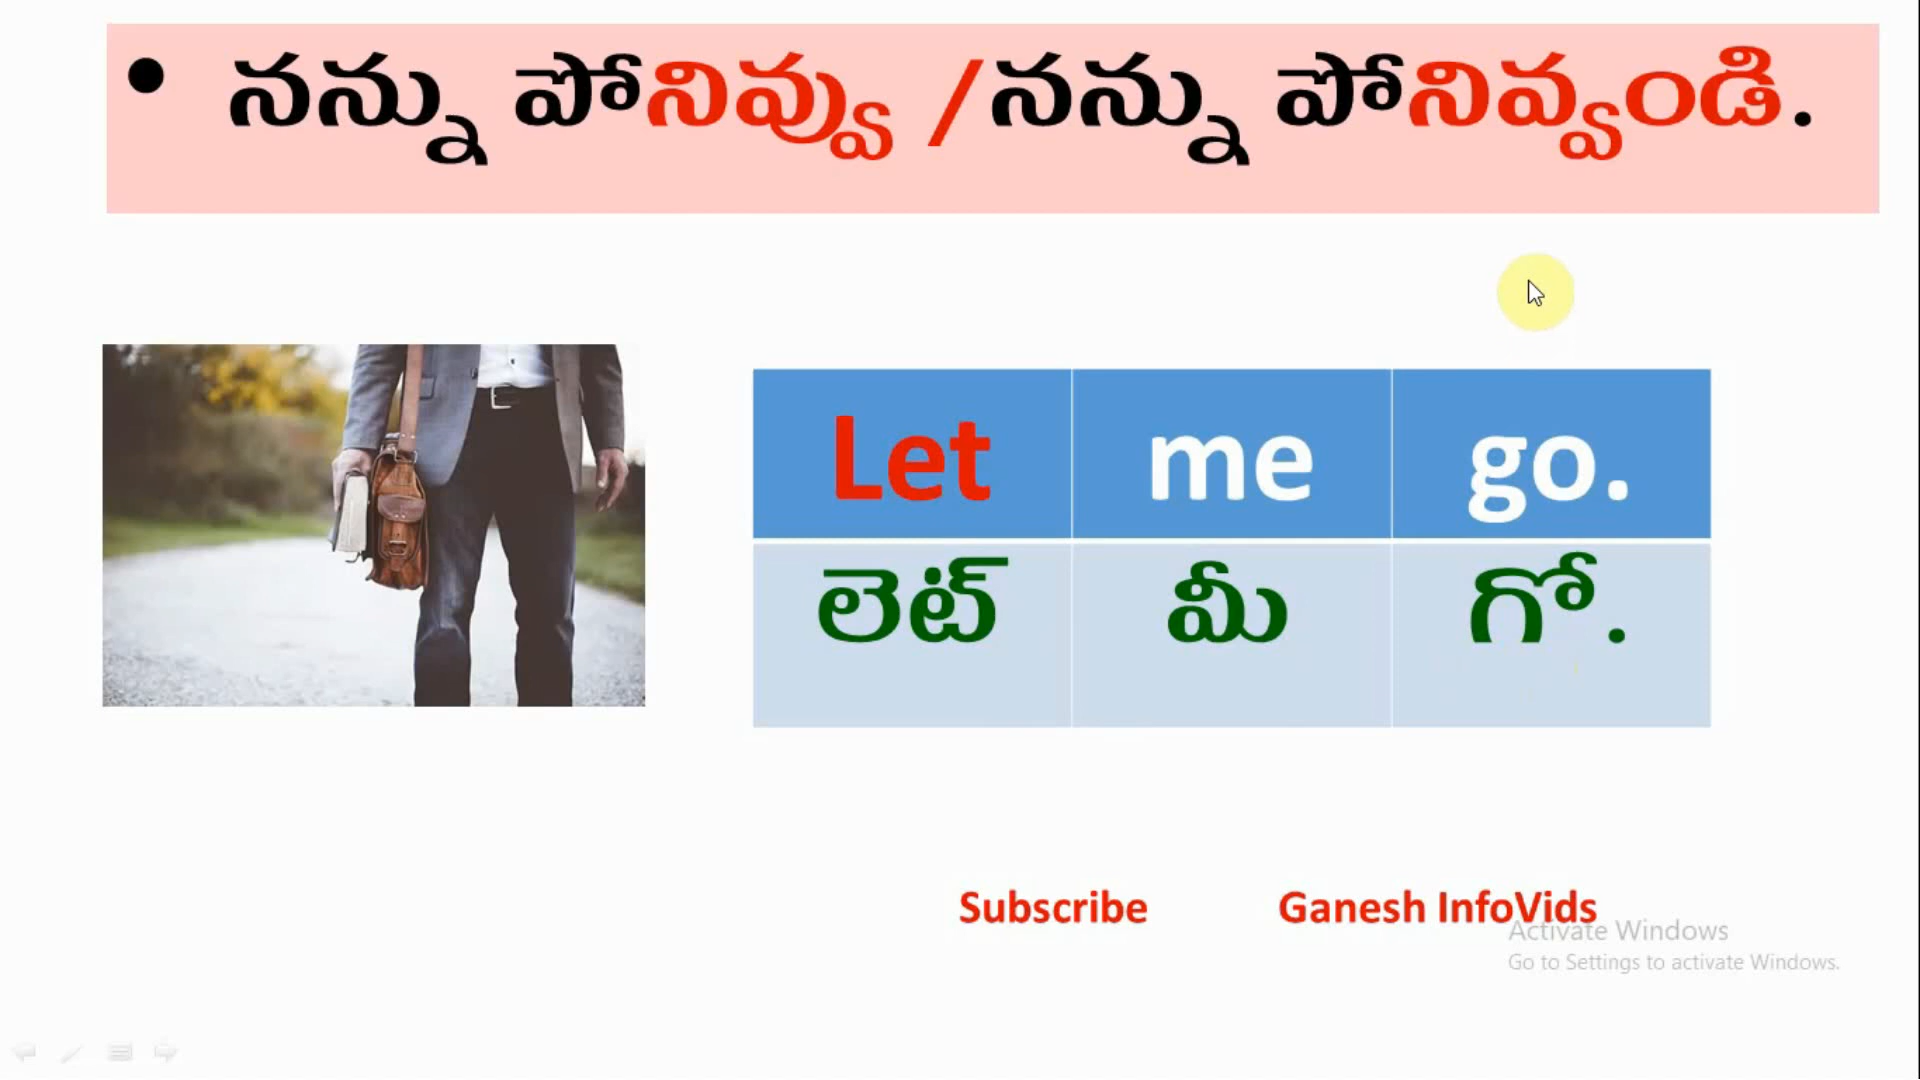 • నన్ను పోనివ్వు /నన్ను పోనివ్వండి.
Let me go.
లెట్ మీ గో.
Subscribe Ganesh InfoVids
Activate Windows
Go to Settings to activate Windows.